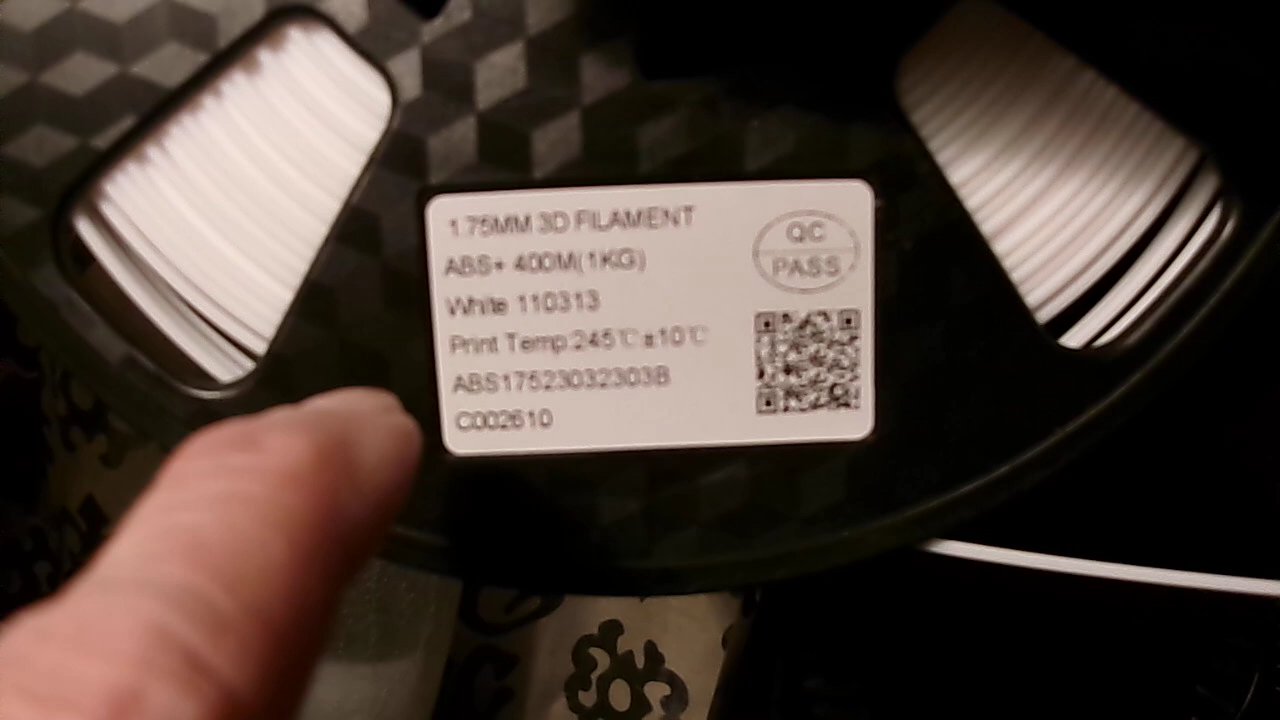 1.75MM 3D FILAMENT
ABS+ 400M(1KG)
White 110313
Print Temp:245℃±10℃
ABS17523032303B
C002610
QC
PASS